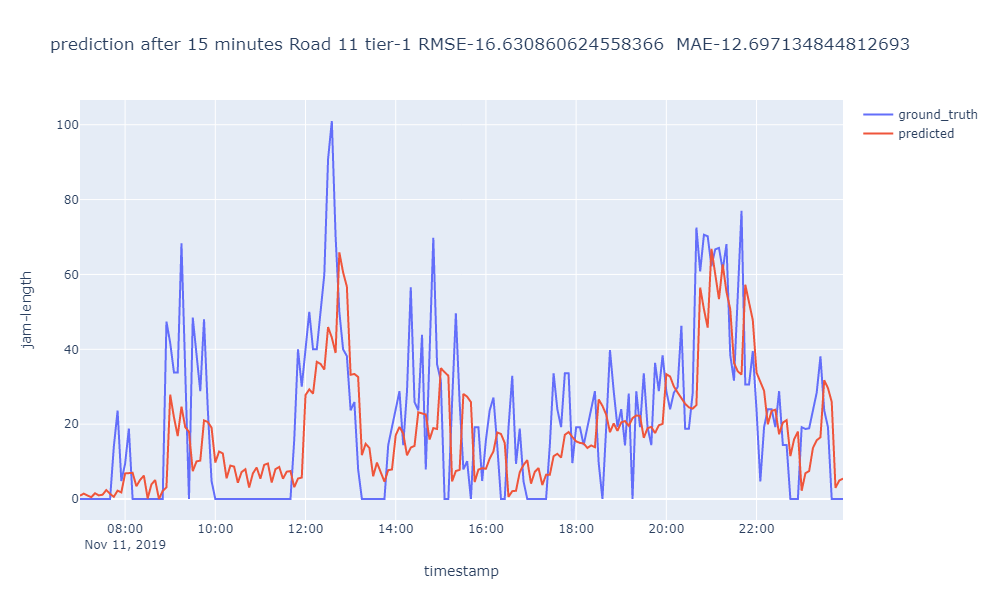 prediction after 15 minutes Road 11 tier-1 RMSE-16.630860624558366  MAE-12.697134844812693
ground_truth
predicted
100
80
60
40
20
0
jam-length
08:00 10:00 12:00 14:00 16:00 18:00 20:00 22:00
Nov 11, 2019
timestamp